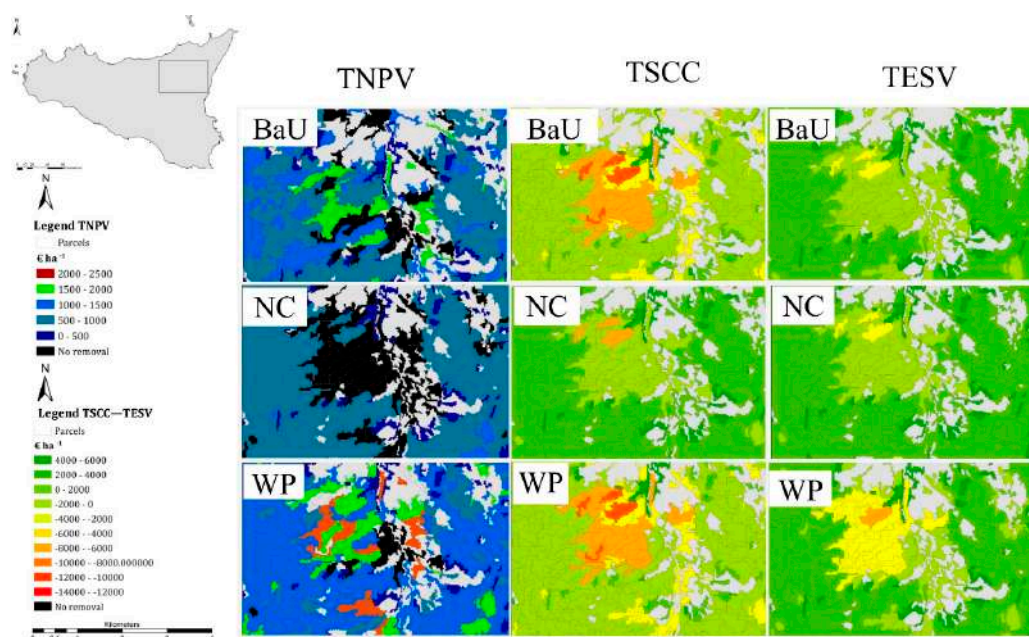 N
TNPV
TSCC
TESV
BaU
BaU
BaU
N
Legend TNPV
Parcels
€ ha -1
2000 - 2500
1500 - 2000
1000 - 1500
500 - 1000
0 - 500
No removal
NC
NC
NC
N
Legend TSCC—TESV
Parcels
€ ha -1
4000 - 6000
2000 - 4000
0 - 2000
-2000 - 0
-4000 - -2000
-6000 - -4000
-8000 - -6000
-10000 - -8000.000000
-12000 - -10000
-14000 - -12000
No removal
Kilometers
WP
WP
WP